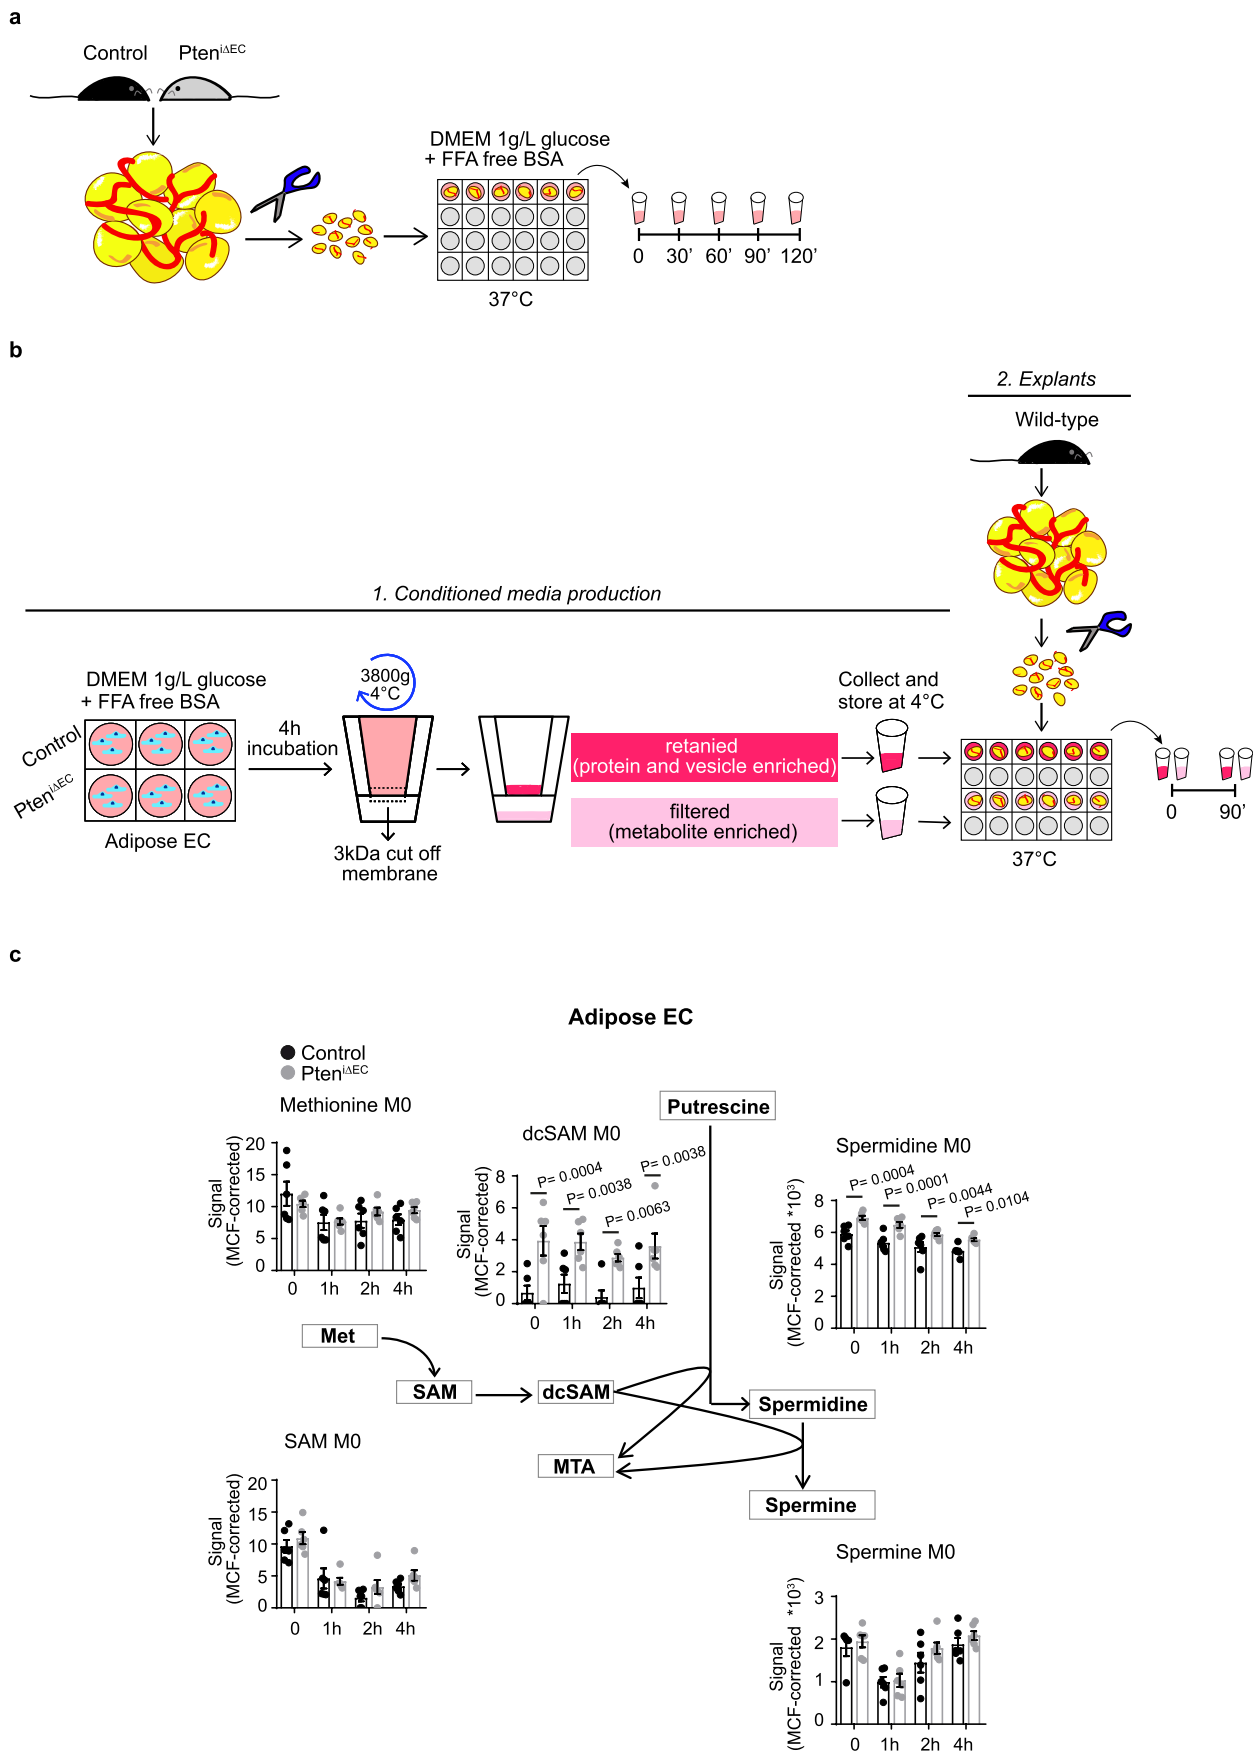 a
Control
Pten^iΔEC
DMEM 1g/L glucose
+ FFA free BSA
0 30’ 60’ 90’ 120’
37°C
b
2. Explants
Wild-type
1. Conditioned media production
DMEM 1g/L glucose
+ FFA free BSA
Control
Pten^iΔEC
Adipose EC
4h
incubation
3800g
4°C
3kDa cut off
membrane
retanied
(protein and vesicle enriched)
filtered
(metabolite enriched)
Collect and
store at 4°C
37°C
0 90’
c
Adipose EC
Control
Pten^iΔEC
Methionine M0
Signal
(MCF-corrected)
20
15
10
5
0
0 1h 2h 4h
dcSAM M0
Signal
(MCF-corrected)
8
6
4
2
0
P= 0.0004
P= 0.0038
P= 0.0063
P= 0.0038
0 1h 2h 4h
Putrescine
Spermidine M0
Signal
(MCF-corrected *10³)
8
6
4
2
0
P= 0.0004
P= 0.0001
P= 0.0044
P= 0.0104
0 1h 2h 4h
Met
SAM
dcSAM
Spermidine
MTA
Spermine
SAM M0
Signal
(MCF-corrected)
20
15
10
5
0
0 1h 2h 4h
Spermine M0
Signal
(MCF-corrected *10³)
3
2
1
0
0 1h 2h 4h